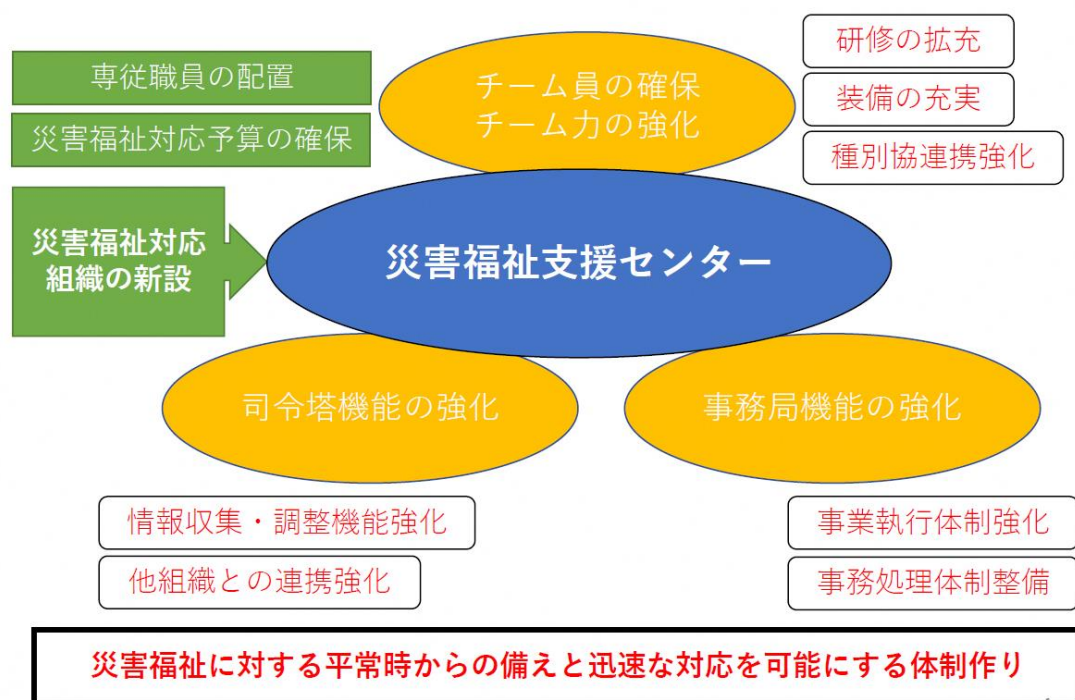 専従職員の配置
災害福祉対応予算の確保
災害福祉対応
組織の新設
チーム員の確保
チーム力の強化
研修の拡充
装備の充実
種別協連携強化
災害福祉支援センター
司令塔機能の強化
事務局機能の強化
情報収集・調整機能強化
他組織との連携強化
事業執行体制強化
事務処理体制整備
災害福祉に対する平常時からの備えと迅速な対応を可能にする体制作り